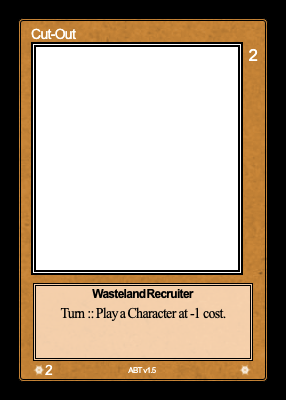 Cut-Out
2
Wasteland Recruiter
Turn :: Play a Character at -1 cost.
2
ABT v1.5